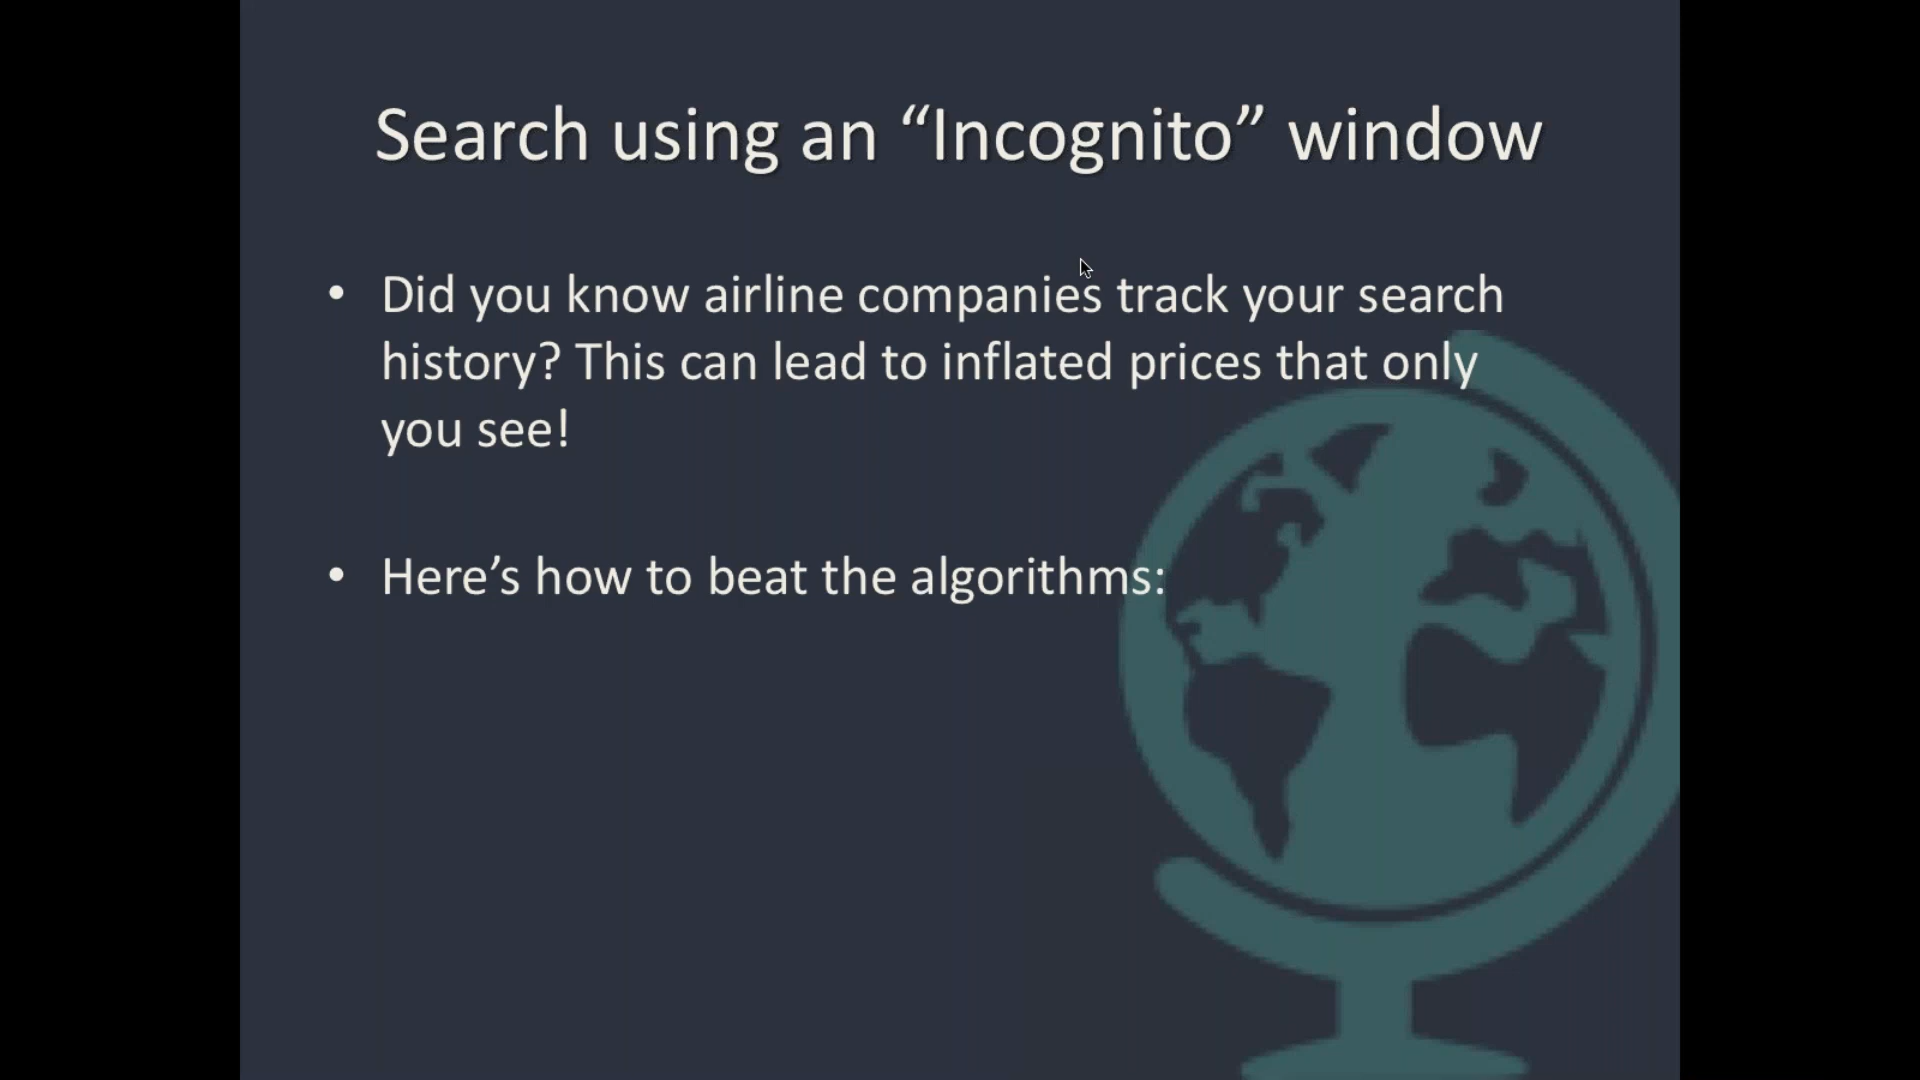 Search using an “Incognito” window
• Did you know airline companies track your search
history? This can lead to inflated prices that only
you see!
• Here’s how to beat the algorithms: